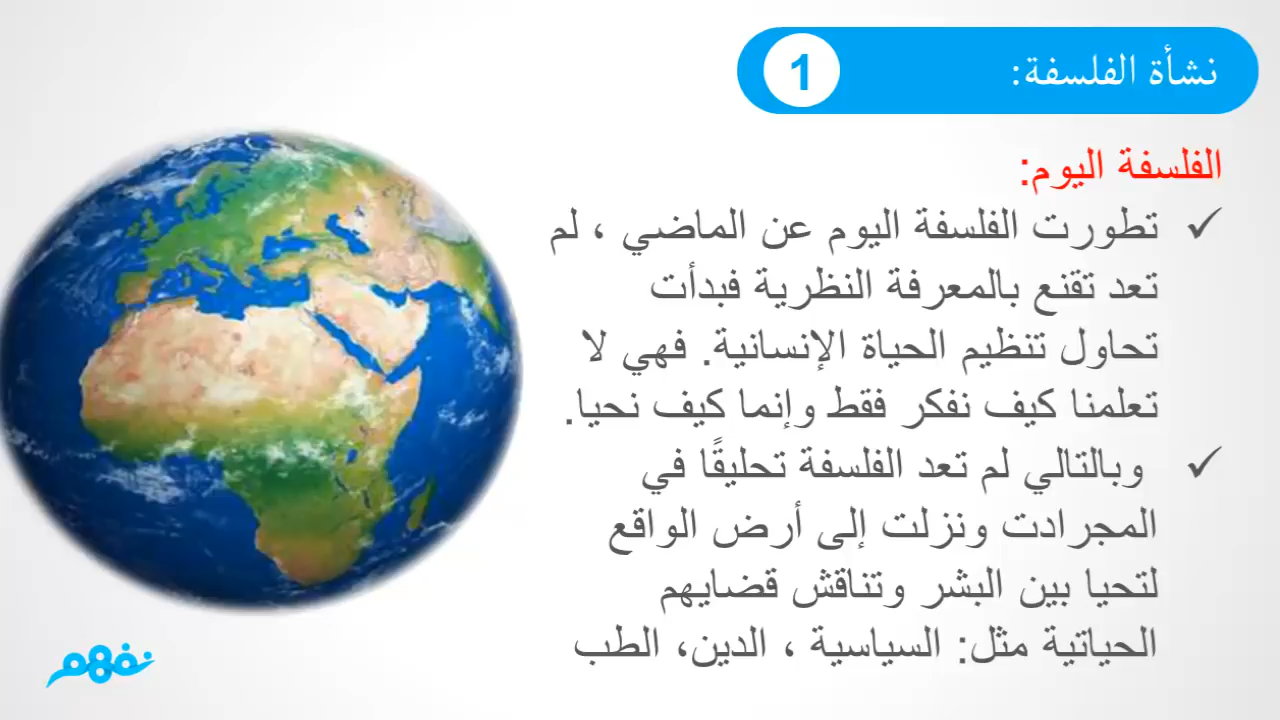 نشأة الفلسفة:
1
الفلسفة اليوم:
✓ تطورت الفلسفة اليوم عن الماضي ، لم
تعد تقنع بالمعرفة النظرية فبدأت
تحاول تنظيم الحياة الإنسانية. فهي لا
تعلمنا كيف نفكر فقط وإنما كيف نحيا.
✓ وبالتالي لم تعد الفلسفة تحليقًا في
المجرادت ونزلت إلى أرض الواقع
لتحيا بين البشر وتناقش قضايهم
الحياتية مثل: السياسية ، الدين، الطب
نفهم